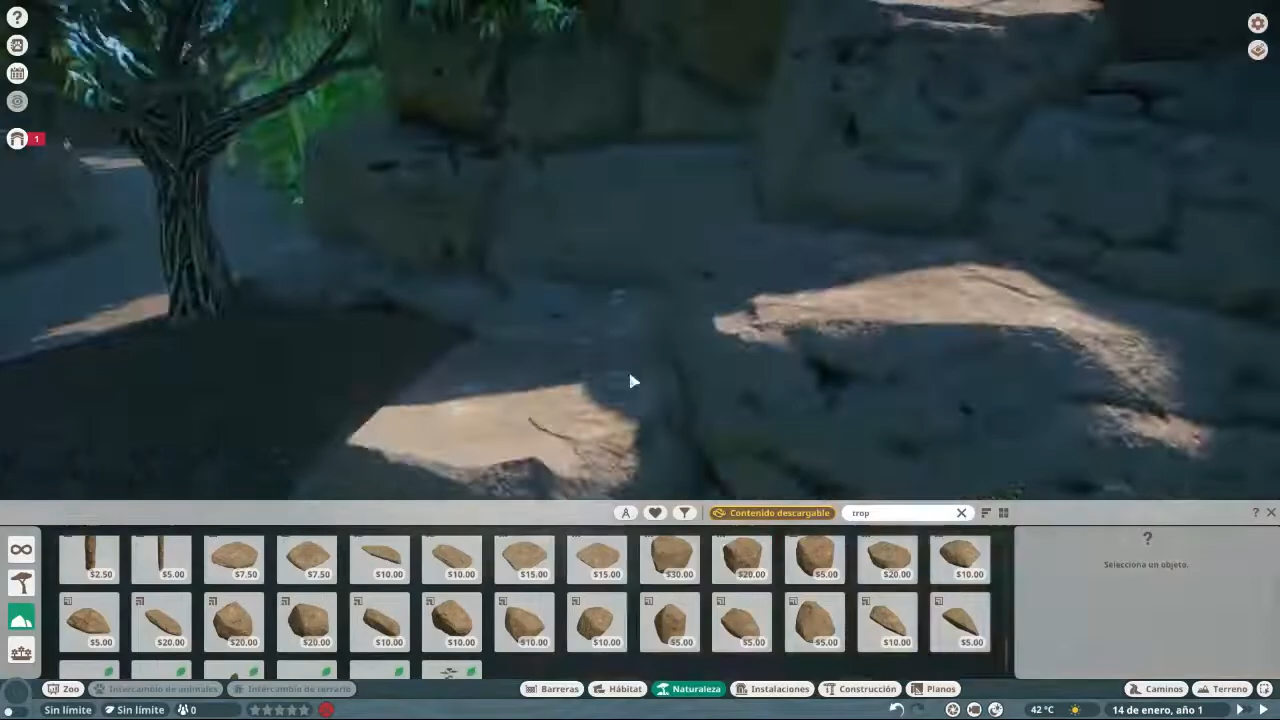 ?
1
Contenido descargable
trop
?
$2.50 $5.00 $7.50 $7.50 $10.00 $10.00 $15.00 $15.00 $30.00 $20.00 $5.00 $20.00 $10.00
?
Selecciona un objeto.
$5.00 $20.00 $20.00 $20.00 $10.00 $10.00 $10.00 $10.00 $5.00 $5.00 $5.00 $10.00 $5.00
Zoo Intercambio de animales Intercambio de terrario Barreras Hábitat Naturaleza Instalaciones Construcción Planos Caminos Terreno
Sin límite Sin límite 0 42 °C 14 de enero, año 1